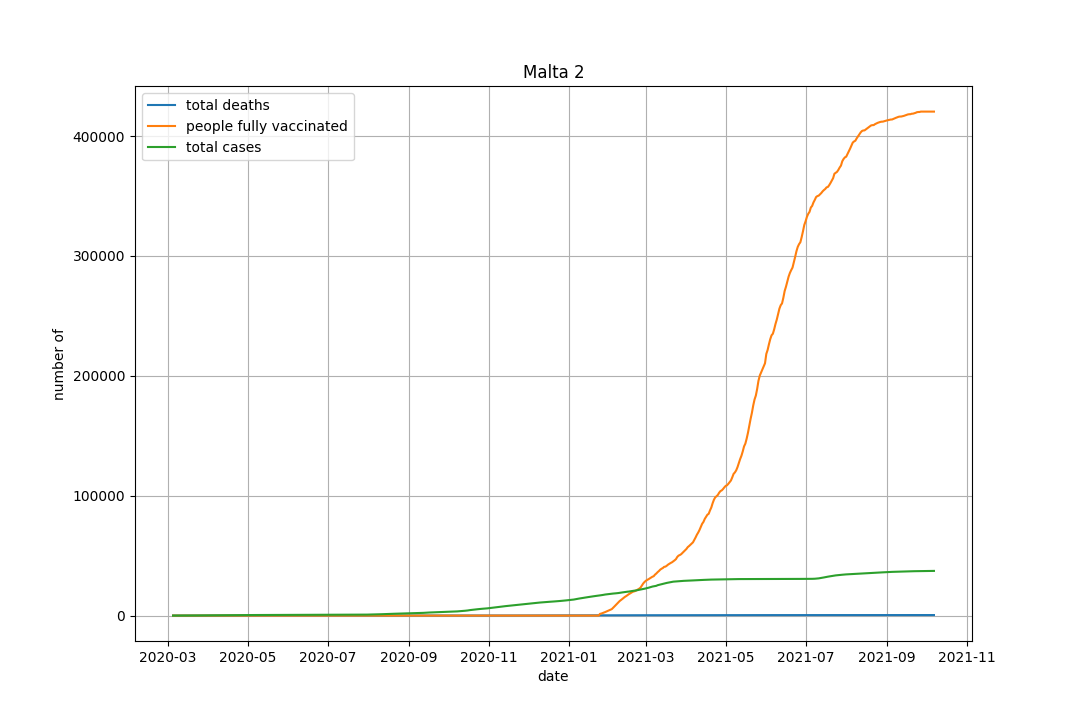 Malta 2
total deaths
people fully vaccinated
total cases
400000
300000
200000
100000
0
number of
2020-03 2020-05 2020-07 2020-09 2020-11 2021-01 2021-03 2021-05 2021-07 2021-09 2021-11
date